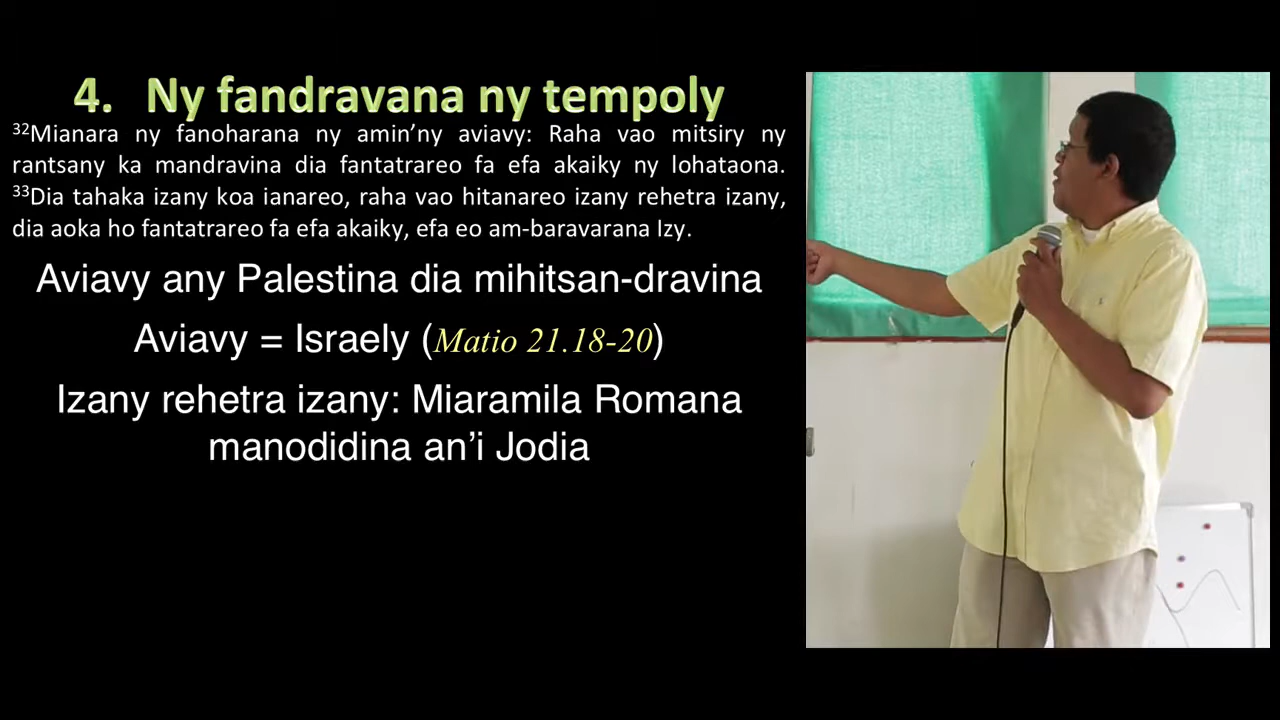 4. Ny fandravana ny tempoly
³²Mianara ny fanoharana ny amin’ny aviavy: Raha vao mitsiry ny
rantsany ka mandravina dia fantatrareo fa efa akaiky ny lohataona.
³³Dia tahaka izany koa ianareo, raha vao hitanareo izany rehetra izany,
dia aoka ho fantatrareo fa efa akaiky, efa eo am-baravarana Izy.
Aviavy any Palestina dia mihitsan-dravina
Aviavy = Israely (Matio 21.18-20)
Izany rehetra izany: Miaramila Romana
manodidina an’i Jodia